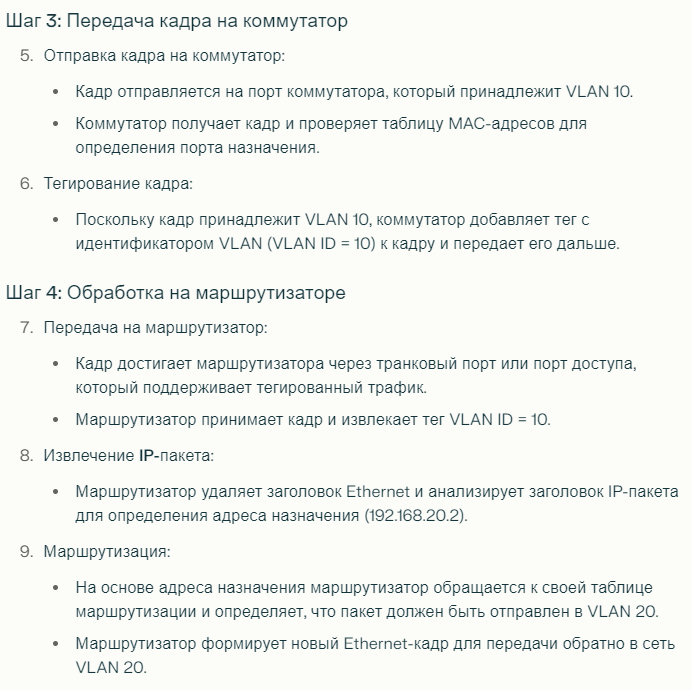 Шаг 3: Передача кадра на коммутатор
5. Отправка кадра на коммутатор:
• Кадр отправляется на порт коммутатора, который принадлежит VLAN 10.
• Коммутатор получает кадр и проверяет таблицу MAC-адресов для
определения порта назначения.
6. Тегирование кадра:
• Поскольку кадр принадлежит VLAN 10, коммутатор добавляет тег с
идентификатором VLAN (VLAN ID = 10) к кадру и передает его дальше.
Шаг 4: Обработка на маршрутизаторе
7. Передача на маршрутизатор:
• Кадр достигает маршрутизатора через транковый порт или порт доступа,
который поддерживает тегированный трафик.
• Маршрутизатор принимает кадр и извлекает тег VLAN ID = 10.
8. Извлечение IP-пакета:
• Маршрутизатор удаляет заголовок Ethernet и анализирует заголовок IP-пакета
для определения адреса назначения (192.168.20.2).
9. Маршрутизация:
• На основе адреса назначения маршрутизатор обращается к своей таблице
маршрутизации и определяет, что пакет должен быть отправлен в VLAN 20.
• Маршрутизатор формирует новый Ethernet-кадр для передачи обратно в сеть
VLAN 20.